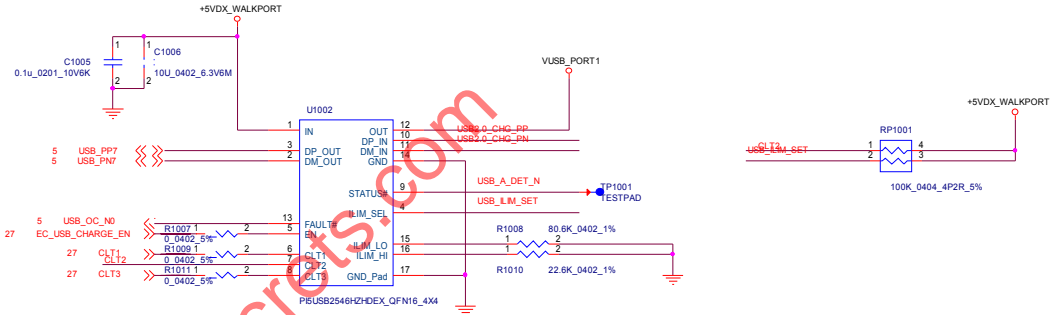 +5VDX_WALKPORT
C1005
0.1u_0201_10V6K
1
2
C1006
10U_0402_6.3V6M
1
2
VUSB_PORT1
+5VDX_WALKPORT
U1002
1 IN
OUT 12
USB2.0_CHG_PP
DP_IN 10
USB2.0_CHG_PN
5 USB_PP7
3 DP_OUT
DM_IN 11
5 USB_PN7
2 DM_OUT
GND 14
STATUS# 9
USB_A_DET_N
TP1001
TESTPAD
ILIM_SEL 4
USB_ILIM_SET
5 USB_OC_N0
13 FAULT#
27 EC_USB_CHARGE_EN
R1007 1 2
0_0402_5%
5 EN
27 CLT1
R1009 1 2
0_0402_5%
6 CLT1
CLT2
7 CLT2
27 CLT3
R1011 1 2
0_0402_5%
8 CLT3
ILIM_LO 15
R1008 1 2 80.6K_0402_1%
ILIM_HI 16
R1010 1 2 22.6K_0402_1%
GND_Pad 17
PI5USB2546HZHDEX_QFN16_4X4
RP1001
CLT2
1 4
USB_ILIM_SET
2 3
100K_0404_4P2R_5%
crets.com